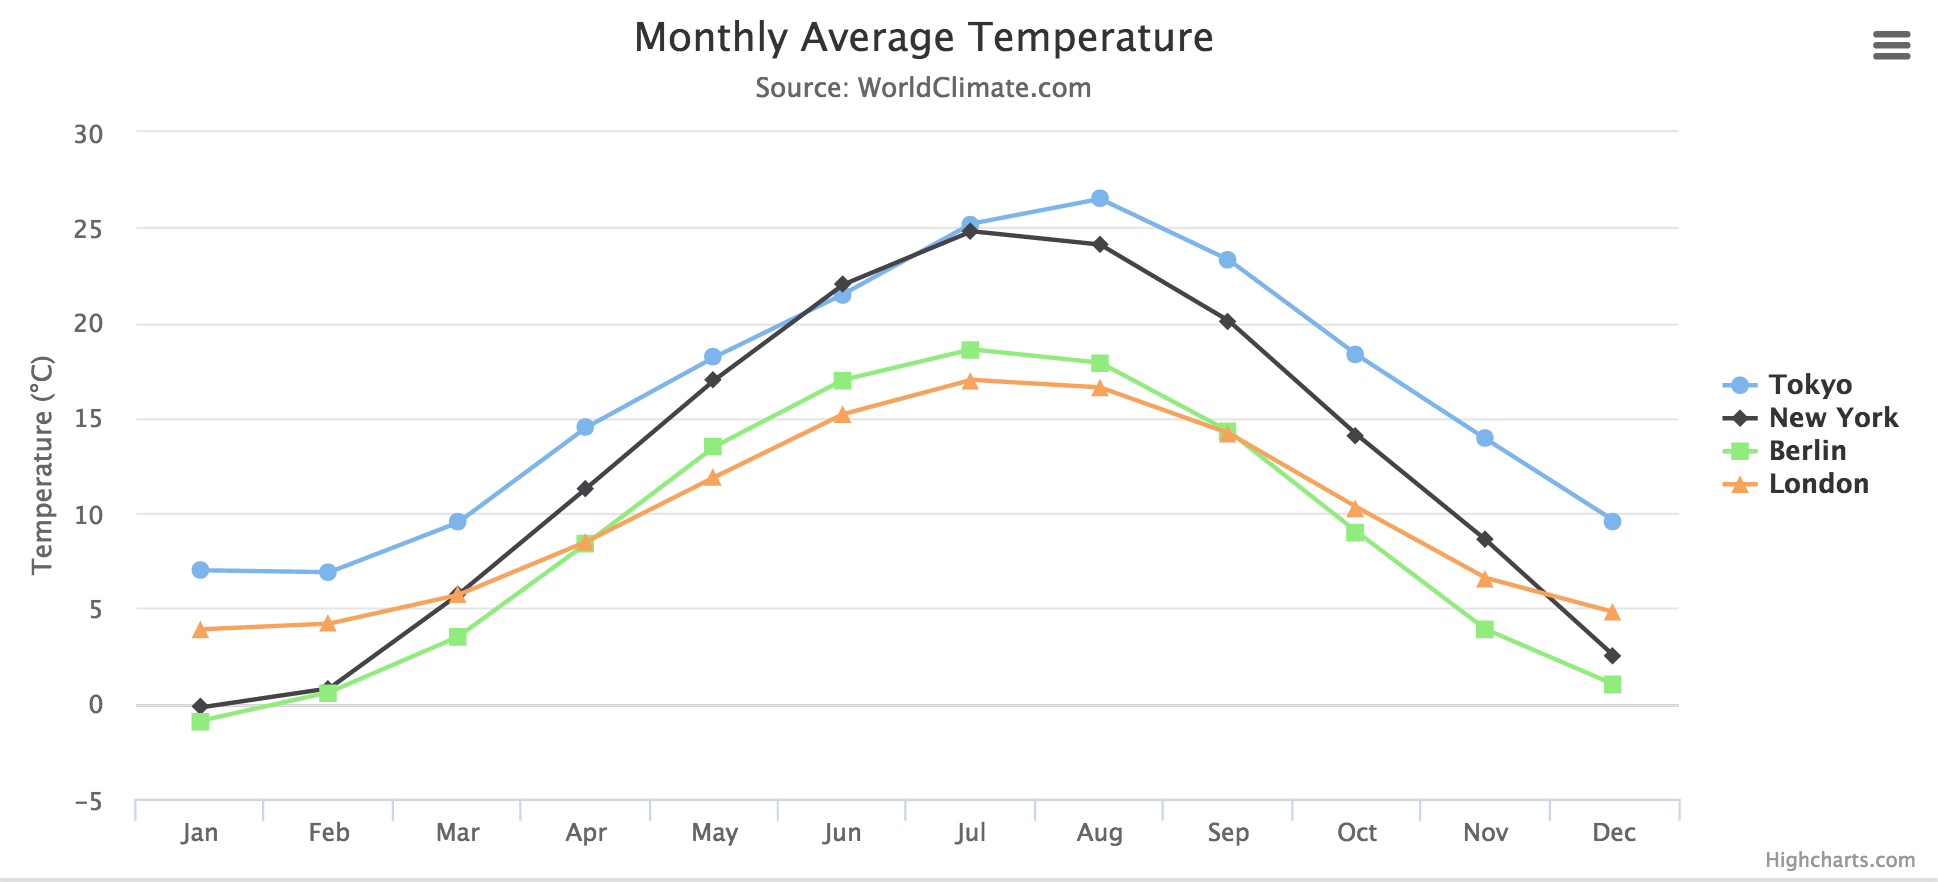 Monthly Average Temperature
Source: WorldClimate.com
30
25
20
15
10
5
0
−5
Temperature (°C)
Jan Feb Mar Apr May Jun Jul Aug Sep Oct Nov Dec
Tokyo
New York
Berlin
London
Highcharts.com